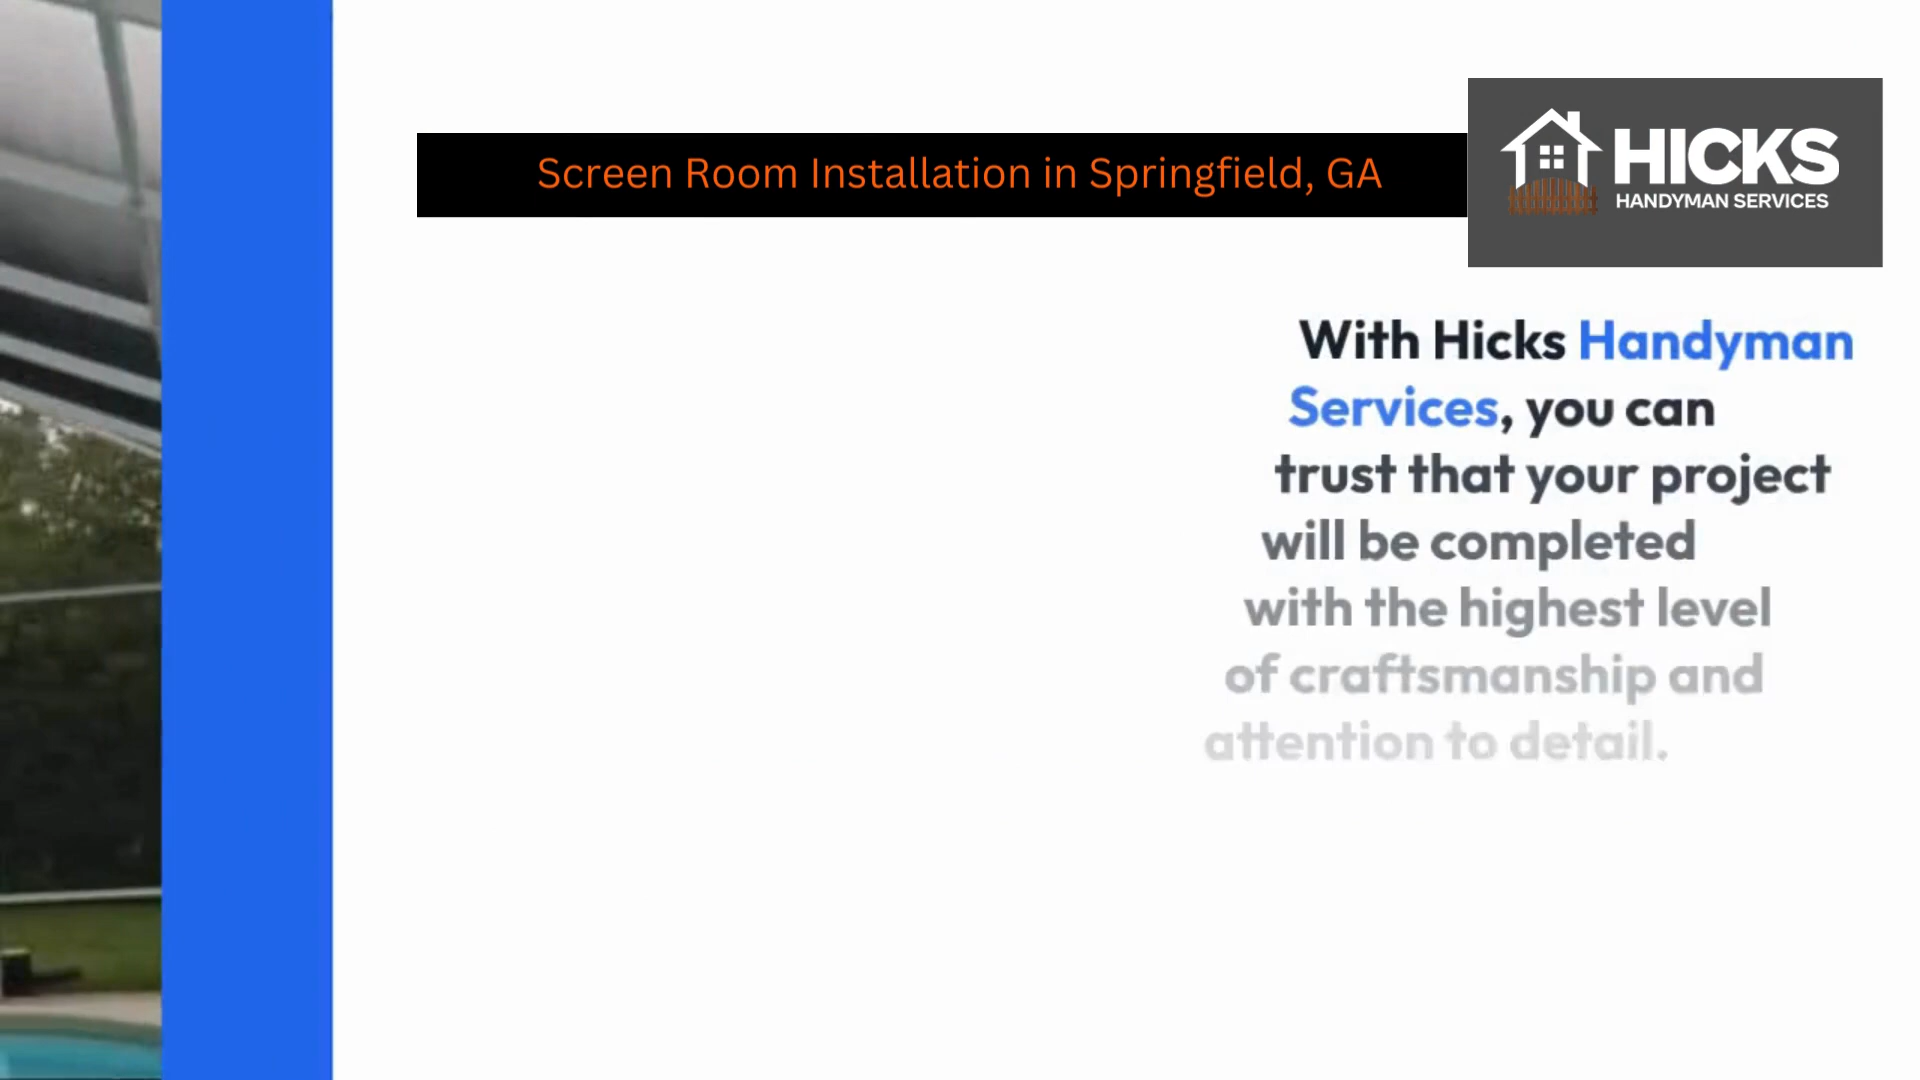 Screen Room Installation in Springfield, GA
HICKS
HANDYMAN SERVICES
With Hicks Handyman
Services, you can
trust that your project
will be completed
with the highest level
of craftsmanship and
attention to detail.